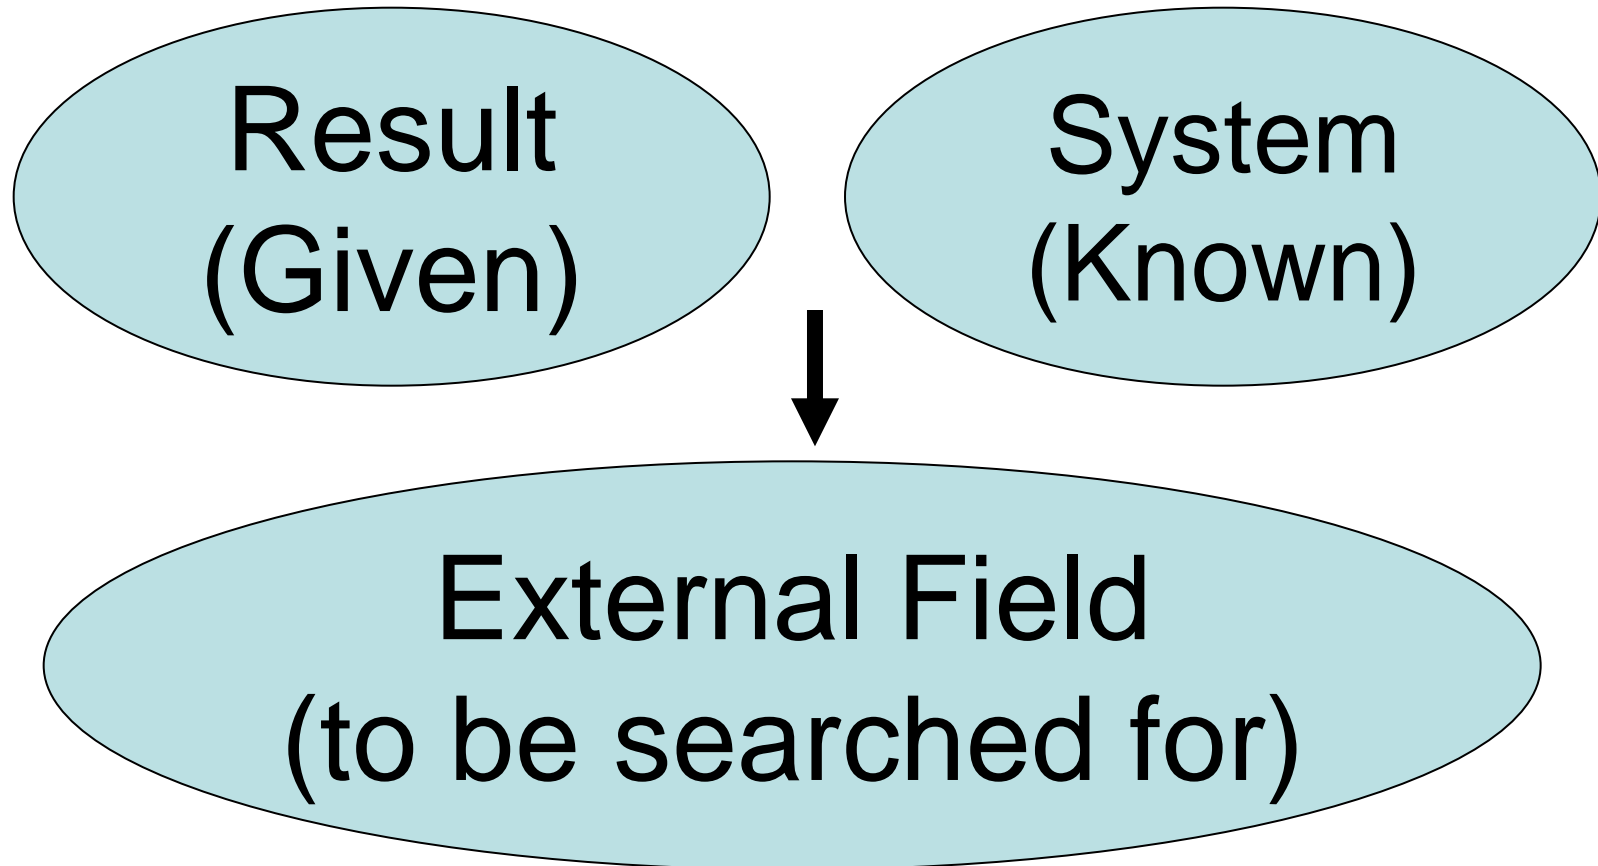 Result
(Given)
System
(Known)
External Field
(to be searched for)